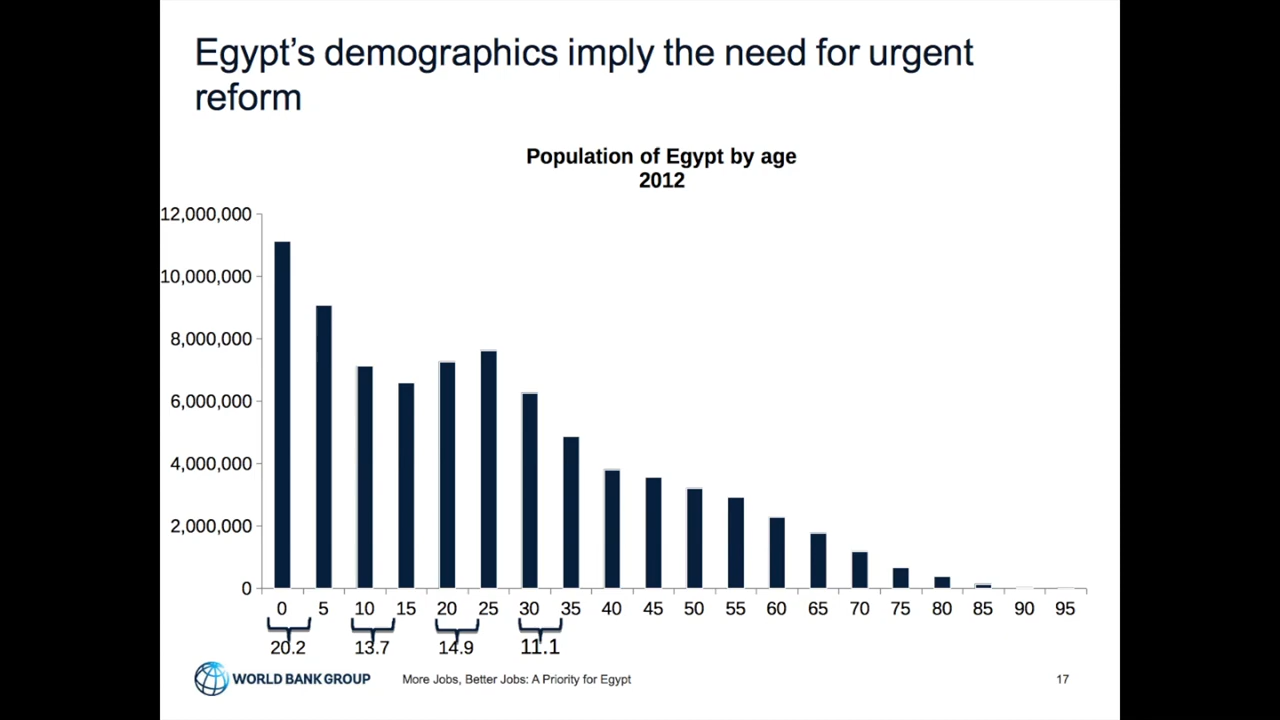 Egypt’s demographics imply the need for urgent
reform
Population of Egypt by age
2012
12,000,000
10,000,000
8,000,000
6,000,000
4,000,000
2,000,000
0
0 5 10 15 20 25 30 35 40 45 50 55 60 65 70 75 80 85 90 95
20.2 13.7 14.9 11.1
WORLD BANK GROUP More Jobs, Better Jobs: A Priority for Egypt 17